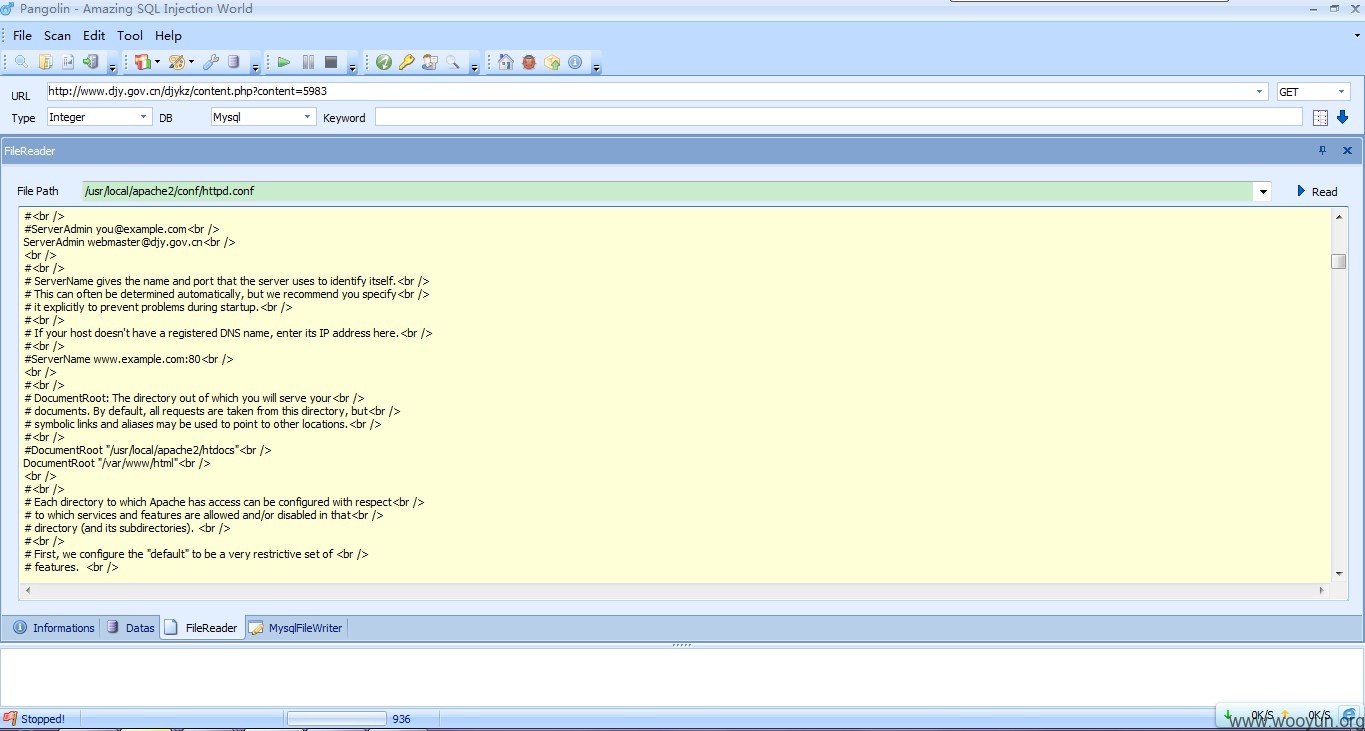 Pangolin - Amazing SQL Injection World
File Scan Edit Tool Help
URL http://www.djy.gov.cn/djykz/content.php?content=5983 GET
Type Integer DB Mysql Keyword
FileReader
File Path /usr/local/apache2/conf/httpd.conf Read
#<br />
#ServerAdmin you@example.com<br />
ServerAdmin webmaster@djy.gov.cn<br />
<br />
#<br />
# ServerName gives the name and port that the server uses to identify itself.<br />
# This can often be determined automatically, but we recommend you specify<br />
# it explicitly to prevent problems during startup.<br />
#<br />
# If your host doesn't have a registered DNS name, enter its IP address here.<br />
#<br />
#ServerName www.example.com:80<br />
<br />
#<br />
# DocumentRoot: The directory out of which you will serve your<br />
# documents. By default, all requests are taken from this directory, but<br />
# symbolic links and aliases may be used to point to other locations.<br />
#<br />
#DocumentRoot "/usr/local/apache2/htdocs"<br />
DocumentRoot "/var/www/html"<br />
<br />
#<br />
# Each directory to which Apache has access can be configured with respect<br />
# to which services and features are allowed and/or disabled in that<br />
# directory (and its subdirectories). <br />
#<br />
# First, we configure the "default" to be a very restrictive set of <br />
# features.  <br />
Informations Datas FileReader MysqlFileWriter
Stopped! 936 0K/S 0K/S
www.wooyun.org